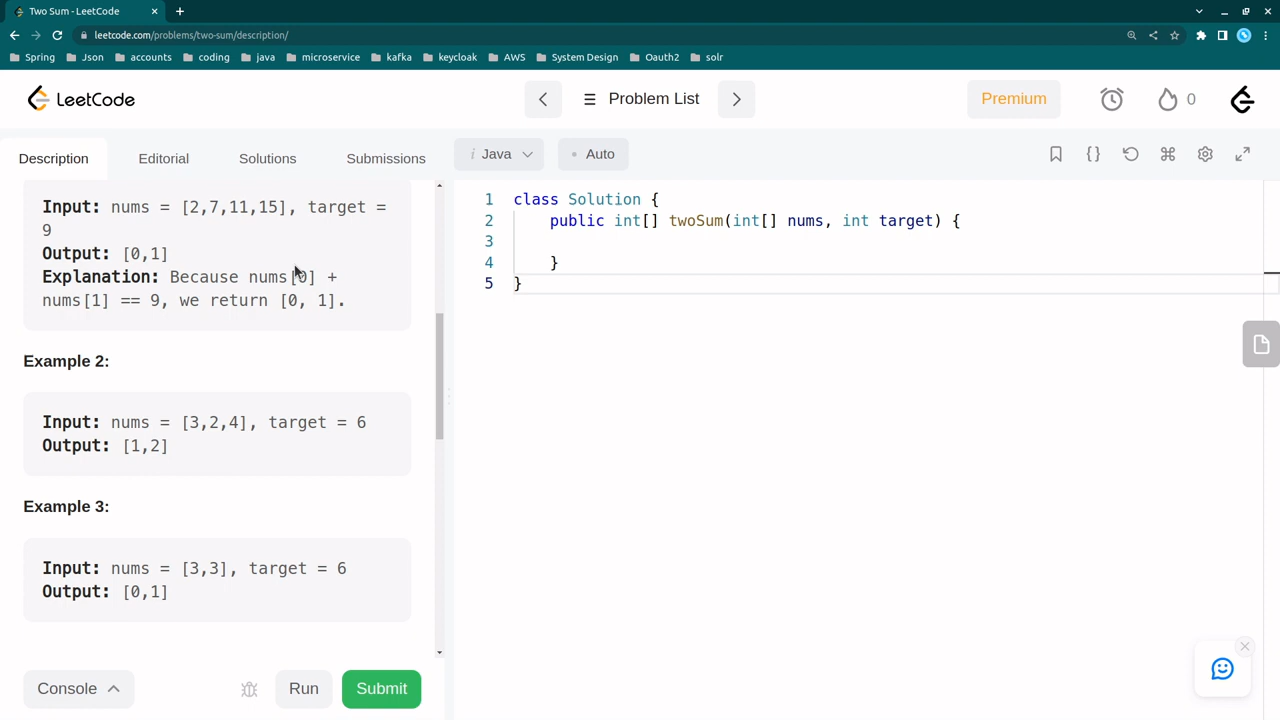 Two Sum - LeetCode
leetcode.com/problems/two-sum/description/
Spring Json accounts coding java microservice kafka keycloak AWS System Design Oauth2 solr
LeetCode
Problem List
Premium
0
Description Editorial Solutions Submissions
i Java
Auto
Input: nums = [2,7,11,15], target =
9
Output: [0,1]
Explanation: Because nums[0] +
nums[1] == 9, we return [0, 1].
Example 2:
Input: nums = [3,2,4], target = 6
Output: [1,2]
Example 3:
Input: nums = [3,3], target = 6
Output: [0,1]
Console
Run
Submit
1 class Solution {
2 public int[] twoSum(int[] nums, int target) {
3
4 }
5 }